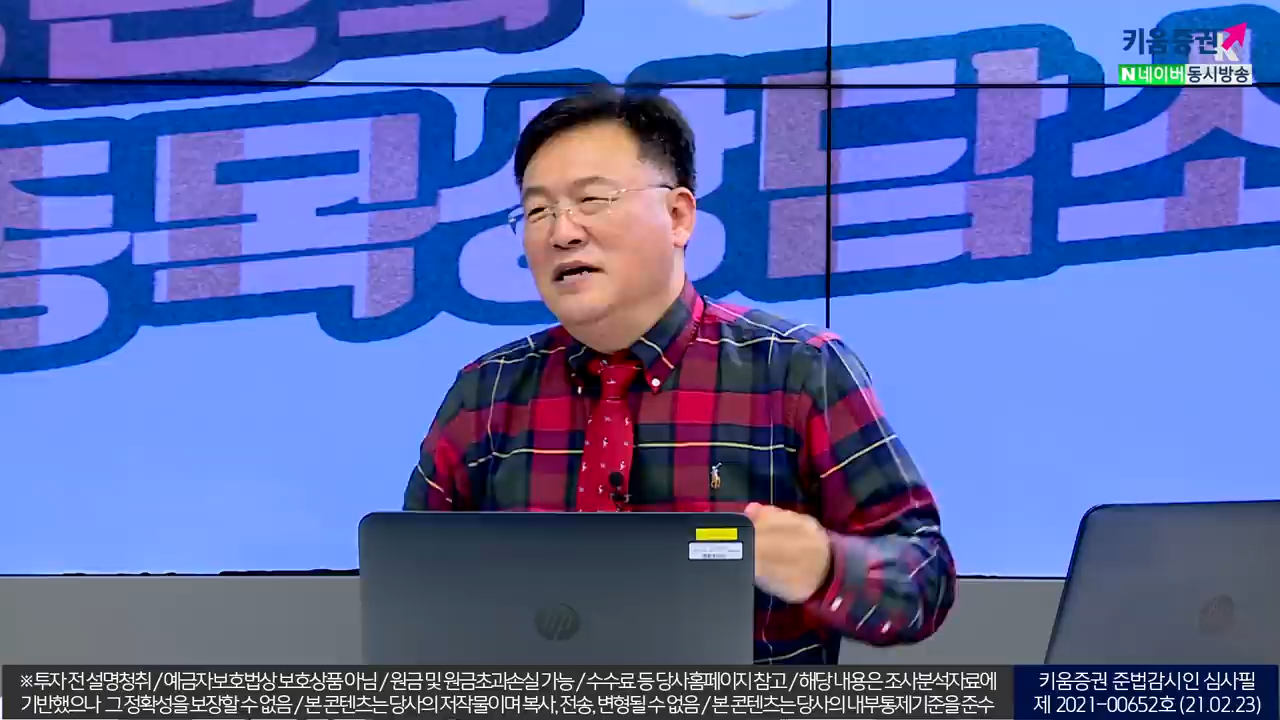 키움증권
N 네이버 동시방송
종목상담소
hp
※ 투자 전 설명청취 / 예금자보호법상 보호상품 아님 / 원금 및 원금초과손실 가능 / 수수료 등 당사홈페이지 참고 / 해당 내용은 조사분석자료에
기반했으나 그 정확성을 보장할 수 없음 / 본 콘텐츠는 당사의 저작물이며 복사, 전송, 변형될 수 없음 / 본 콘텐츠는 당사의 내부통제기준을 준수
키움증권 준법감시인 심사필
제 2021-00652호 (21.02.23)